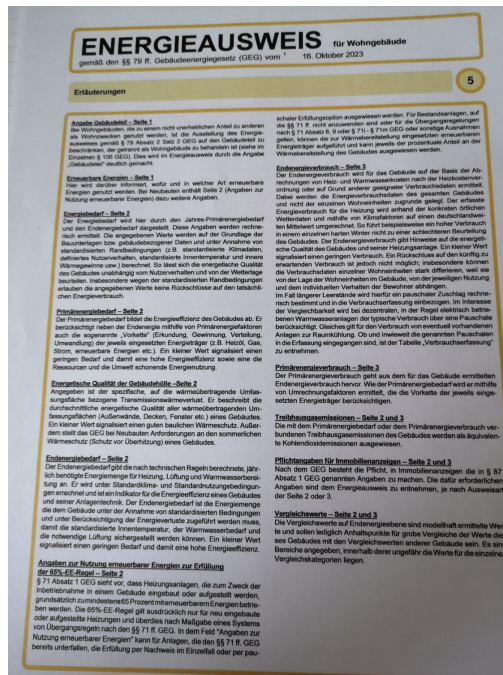 ENERGIEAUSWEIS für Wohngebäude
gemäß den §§ 79 ff. Gebäudeenergiegesetz (GEG) vom ¹ 16. Oktober 2023
Erläuterungen
5
Angabe Gebäudeteil – Seite 1
Bei Wohngebäuden, die zu einem nicht unerheblichen Anteil zu anderen
als Wohnzwecken genutzt werden, ist die Ausstellung des Energie-
ausweises gemäß § 79 Absatz 2 Satz 2 GEG auf den Gebäudeteil zu
beschränken, der getrennt als Wohngebäude zu behandeln ist (siehe im
Einzelnen § 106 GEG). Dies wird im Energieausweis durch die Angabe
„Gebäudeteil“ deutlich gemacht.
Erneuerbare Energien – Seite 1
Hier wird darüber informiert, wofür und in welcher Art erneuerbare
Energien genutzt werden. Bei Neubauten enthält Seite 2 (Angaben zur
Nutzung erneuerbarer Energien) dazu weitere Angaben.
Energiebedarf – Seite 2
Der Energiebedarf wird hier durch den Jahres-Primärenergiebedarf
und den Endenergiebedarf dargestellt. Diese Angaben werden rechne-
risch ermittelt. Die angegebenen Werte werden auf der Grundlage der
Bauunterlagen bzw. gebäudebezogener Daten und unter Annahme von
standardisierten Randbedingungen (z.B. standardisierte Klimadaten,
definiertes Nutzerverhalten, standardisierte Innentemperatur und innere
Wärmegewinne usw.) berechnet. So lässt sich die energetische Qualität
des Gebäudes unabhängig vom Nutzerverhalten und von der Wetterlage
beurteilen. Insbesondere wegen der standardisierten Randbedingungen
erlauben die angegebenen Werte keine Rückschlüsse auf den tatsächli-
chen Energieverbrauch.
Primärenergiebedarf – Seite 2
Der Primärenergiebedarf bildet die Energieeffizienz des Gebäudes ab. Er
berücksichtigt neben der Endenergie mithilfe von Primärenergiefaktoren
auch die sogenannte „Vorkette“ (Erkundung, Gewinnung, Verteilung,
Umwandlung) der jeweils eingesetzten Energieträger (z.B. Heizöl, Gas,
Strom, erneuerbare Energien etc.). Ein kleiner Wert signalisiert einen
geringen Bedarf und damit eine hohe Energieeffizienz sowie eine die
Ressourcen und die Umwelt schonende Energienutzung.
Energetische Qualität der Gebäudehülle –Seite 2
Angegeben ist der spezifische, auf die wärmeübertragende Umfas-
sungsfläche bezogene Transmissionswärmeverlust. Er beschreibt die
durchschnittliche energetische Qualität aller wärmeübertragenden Um-
fassungsflächen (Außenwände, Decken, Fenster etc.) eines Gebäudes.
Ein kleiner Wert signalisiert einen guten baulichen Wärmeschutz. Außer-
dem stellt das GEG bei Neubauten Anforderungen an den sommerlichen
Wärmeschutz (Schutz vor Überhitzung) eines Gebäudes.
Endenergiebedarf – Seite 2
Der Endenergiebedarf gibt die nach technischen Regeln berechnete, jähr-
lich benötigte Energiemenge für Heizung, Lüftung und Warmwasserberei-
tung an. Er wird unter Standardklima- und Standardnutzungsbedingun-
gen errechnet und ist ein Indikator für die Energieeffizienz eines Gebäudes
und seiner Anlagentechnik. Der Endenergiebedarf ist die Energiemenge
die dem Gebäude unter der Annahme von standardisierten Bedingungen
und unter Berücksichtigung der Energieverluste zugeführt werden muss,
damit die standardisierte Innentemperatur, der Warmwasserbedarf und
die notwendige Lüftung sichergestellt werden können. Ein kleiner Wert
signalisiert einen geringen Bedarf und damit eine hohe Energieeffizienz.
Angaben zur Nutzung erneuerbarer Energien zur Erfüllung
der 65%-EE-Regel – Seite 2
§ 71 Absatz 1 GEG sieht vor, dass Heizungsanlagen, die zum Zweck der
Inbetriebnahme in einem Gebäude eingebaut oder aufgestellt werden,
grundsätzlich zu mindestens 65 Prozent mit erneuerbaren Energien betrie-
ben werden. Die 65%-EE-Regel gilt ausdrücklich nur für neu eingebaute
oder aufgestellte Heizungen und überdies nach Maßgabe eines Systems
von Übergangsregeln nach den §§ 71 ff. GEG. In dem Feld "Angaben zur
Nutzung erneuerbarer Energien" kann für Anlagen, die den §§ 71 ff. GEG
bereits unterfallen, die Erfüllung per Nachweis im Einzelfall oder per pau-
schaler Erfüllungsoption ausgewiesen werden. Für Bestandsanlagen, auf
die §§ 71 ff. nicht anzuwenden sind oder für die Übergangsregelungen
nach § 71 Absatz 8, 9 oder § 71i - § 71m GEG oder sonstige Ausnahmen
gelten, können die zur Wärmebereitstellung eingesetzten erneuerbaren
Energieträger aufgeführt und kann jeweils der prozentuale Anteil an der
Wärmebereitstellung des Gebäudes ausgewiesen werden.
Endenergieverbrauch – Seite 3
Der Endenergieverbrauch wird für das Gebäude auf der Basis der Ab-
rechnungen von Heiz- und Warmwasserkosten nach der Heizkostenver-
ordnung oder auf Grund anderer geeigneter Verbrauchsdaten ermittelt.
Dabei werden die Energieverbrauchsdaten des gesamten Gebäudes
und nicht der einzelnen Wohneinheiten zugrunde gelegt. Der erfasste
Energieverbrauch für die Heizung wird anhand der konkreten örtlichen
Wetterdaten und mithilfe von Klimafaktoren auf einen deutschlandwei-
ten Mittelwert umgerechnet. So führt beispielsweise ein hoher Verbrauch
in einem einzelnen harten Winter nicht zu einer schlechteren Beurteilung
des Gebäudes. Der Endenergieverbrauch gibt Hinweise auf die energeti-
sche Qualität des Gebäudes und seiner Heizungsanlage. Ein kleiner Wert
signalisiert einen geringen Verbrauch. Ein Rückschluss auf den künftig zu
erwartenden Verbrauch ist jedoch nicht möglich; insbesondere können
die Verbrauchsdaten einzelner Wohneinheiten stark differieren, weil sie
von der Lage der Wohneinheiten im Gebäude, von der jeweiligen Nutzung
und dem individuellen Verhalten der Bewohner abhängen.
Im Fall längerer Leerstände wird hierfür ein pauschaler Zuschlag rechne-
risch bestimmt und in die Verbrauchserfassung einbezogen. Im Interesse
der Vergleichbarkeit wird bei dezentralen, in der Regel elektrisch betrie-
benen Warmwasseranlagen der typische Verbrauch über eine Pauschale
berücksichtigt. Gleiches gilt für den Verbrauch von eventuell vorhandenen
Anlagen zur Raumkühlung. Ob und inwieweit die genannten Pauschalen
in die Erfassung eingegangen sind, ist der Tabelle „Verbrauchserfassung“
zu entnehmen.
Primärenergieverbrauch – Seite 3
Der Primärenergieverbrauch geht aus dem für das Gebäude ermittelten
Endenergieverbrauch hervor. Wie der Primärenergiebedarf wird er mithilfe
von Umrechnungsfaktoren ermittelt, die die Vorkette der jeweils einge-
setzten Energieträger berücksichtigen.
Treibhausgasemissionen – Seite 2 und 3
Die mit dem Primärenergiebedarf oder dem Primärenergieverbrauch ver-
bundenen Treibhausgasemissionen des Gebäudes werden als äquivalen-
te Kohlendioxidemissionen ausgewiesen.
Pflichtangaben für Immobilienanzeigen – Seite 2 und 3
Nach dem GEG besteht die Pflicht, in Immobilienanzeigen die in § 87
Absatz 1 GEG genannten Angaben zu machen. Die dafür erforderlichen
Angaben sind dem Energieausweis zu entnehmen, je nach Ausweisart
der Seite 2 oder 3.
Vergleichswerte – Seite 2 und 3
Die Vergleichswerte auf Endenergieebene sind modellhaft ermittelte Wer
te und sollen lediglich Anhaltspunkte für grobe Vergleiche der Werte die
ses Gebäudes mit den Vergleichswerten anderer Gebäude sein. Es sin
Bereiche angegeben, innerhalb derer ungefähr die Werte für die einzelne
Vergleichskategorien liegen.